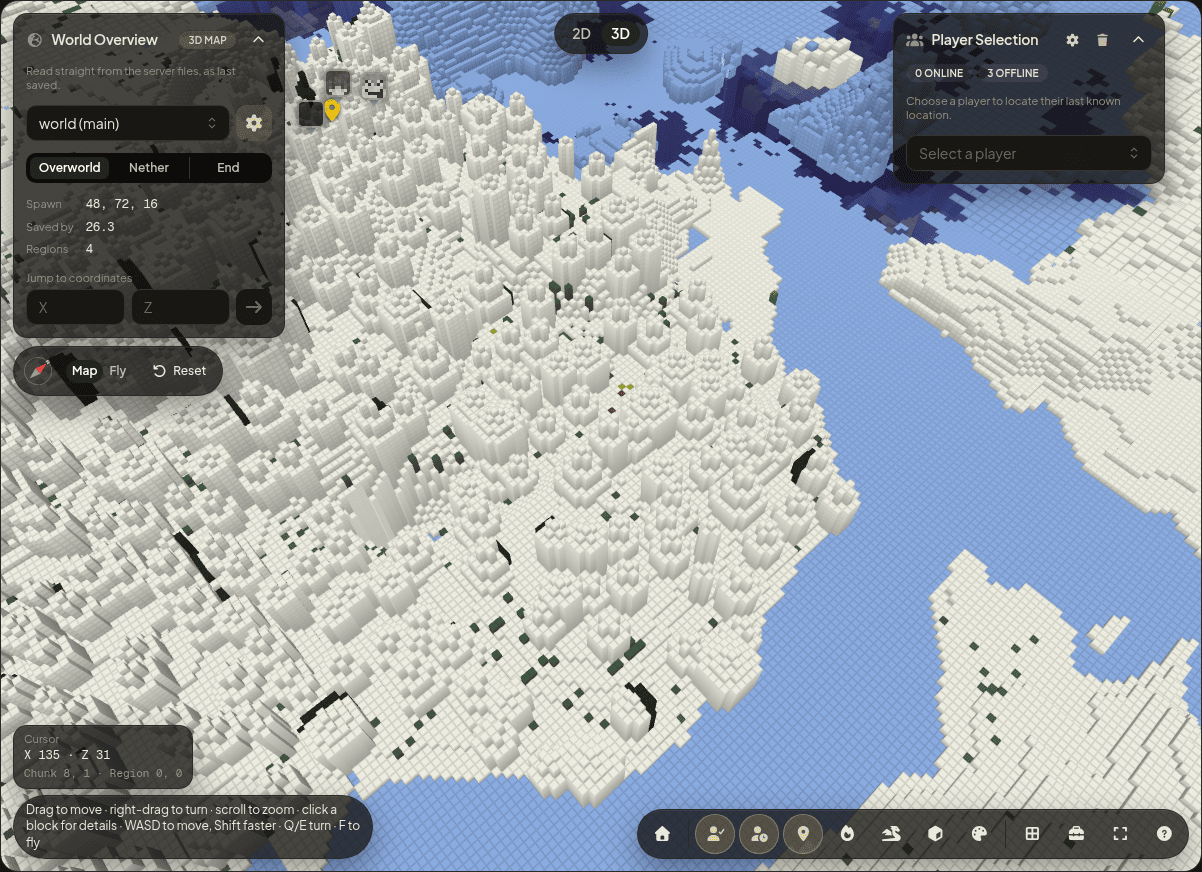 World Overview 3D MAP
Read straight from the server files, as last
saved.
world (main)
Overworld Nether End
Spawn 48, 72, 16
Saved by 26.3
Regions 4
Jump to coordinates
X Z
Map Fly Reset
2D 3D
Player Selection
0 ONLINE 3 OFFLINE
Choose a player to locate their last known
location.
Select a player
Cursor
X 135 · Z 31
Chunk 8, 1 · Region 0, 0
Drag to move · right-drag to turn · scroll to zoom · click a
block for details · WASD to move, Shift faster · Q/E turn · F to
fly